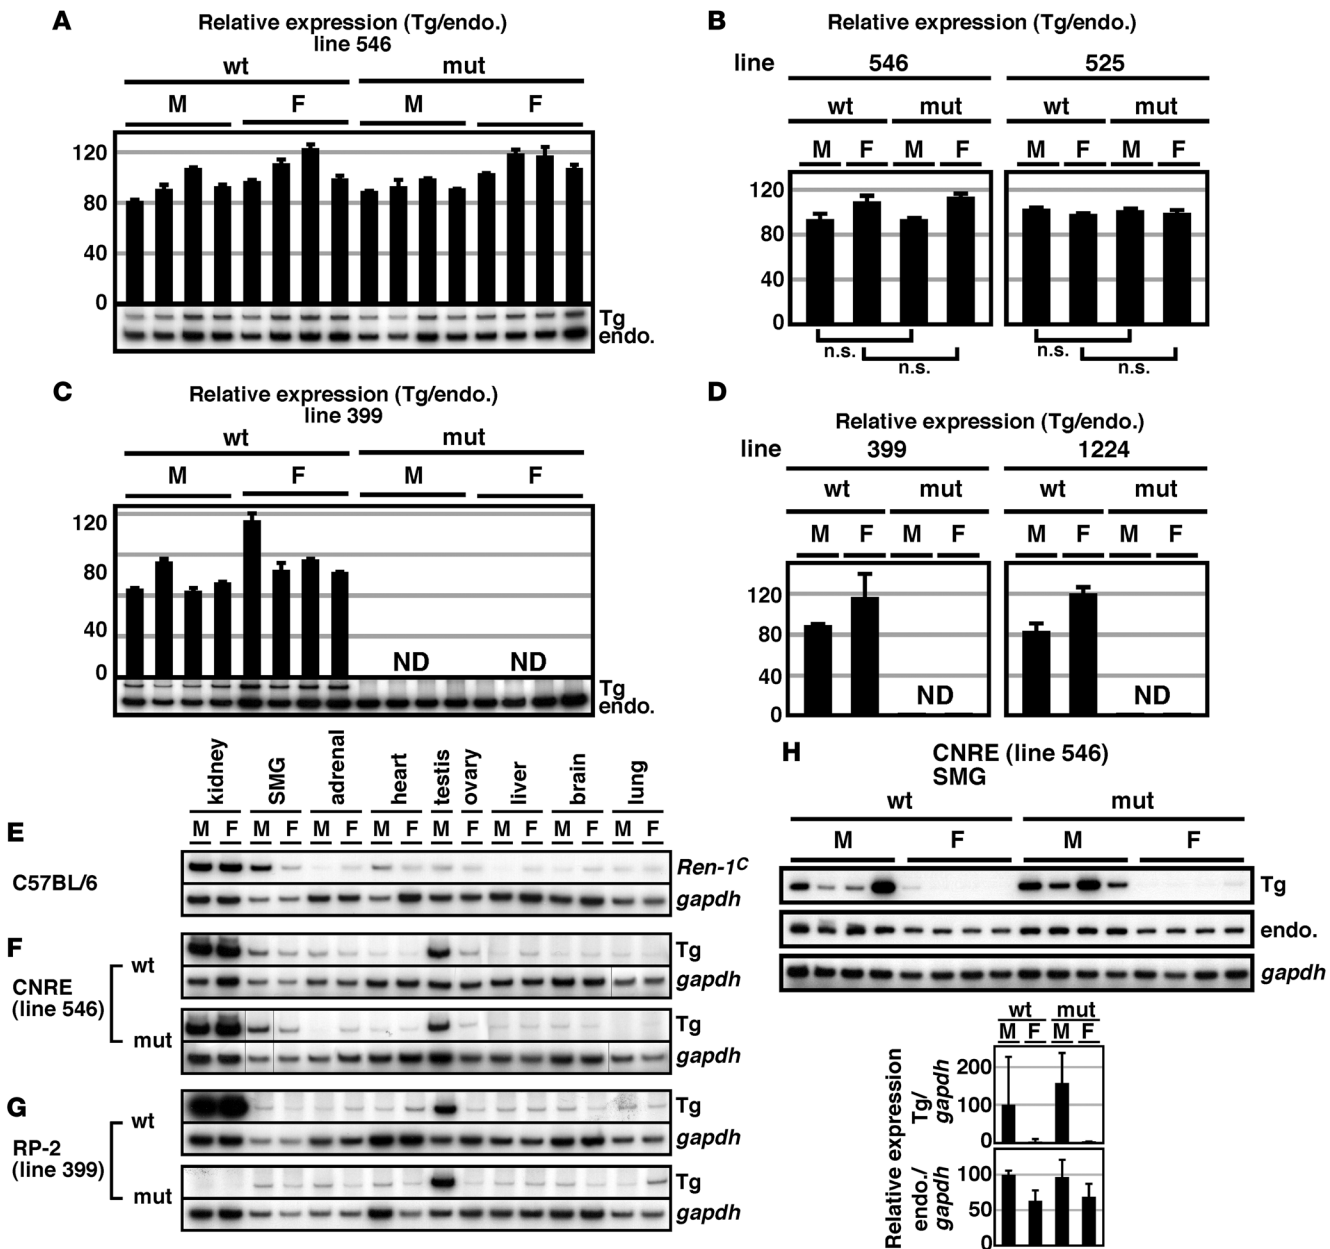 A
Relative expression (Tg/endo.)
line 546
wt mut
M F M F
120
80
40
0
Tg
endo.
B
Relative expression (Tg/endo.)
line 546 525
wt mut wt mut
M F M F M F M F
120
80
40
0
n.s. n.s.
n.s. n.s.
C
Relative expression (Tg/endo.)
line 399
wt mut
M F M F
120
80
40
0
ND ND
Tg
endo.
D
Relative expression (Tg/endo.)
line 399 1224
wt mut wt mut
M F M F M F M F
120
80
40
0
ND ND
kidney SMG adrenal heart testis ovary liver brain lung
M F M F M F M F M F M F M F M F
E
C57BL/6
Ren-1C
gapdh
F
CNRE
(line 546)
wt
Tg
gapdh
mut
Tg
gapdh
G
RP-2
(line 399)
wt
Tg
gapdh
mut
Tg
gapdh
H
CNRE (line 546)
SMG
wt mut
M F M F
Tg
endo.
gapdh
wt mut
M F M F
Relative expression
Tg/
gapdh
200
100
0
endo./
gapdh
100
50
0